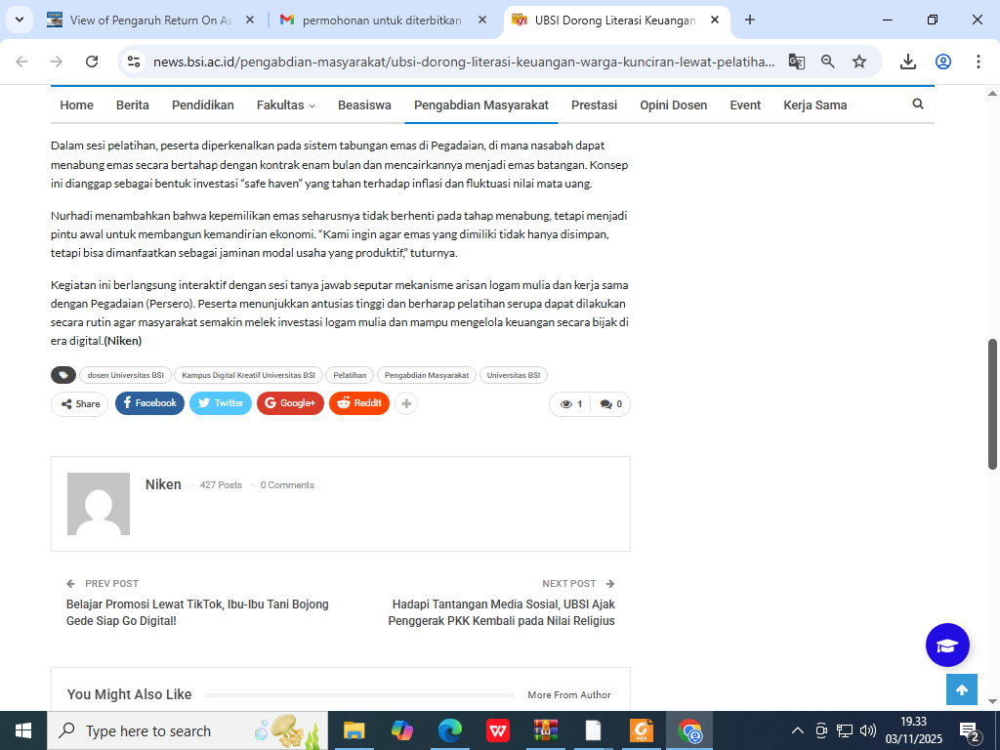 View of Pengaruh Return On As
permohonan untuk diterbitkan
UBSI Dorong Literasi Keuangan
news.bsi.ac.id/pengabdian-masyarakat/ubsi-dorong-literasi-keuangan-warga-kunciran-lewat-pelatiha...
Home Berita Pendidikan Fakultas Beasiswa Pengabdian Masyarakat Prestasi Opini Dosen Event Kerja Sama
Dalam sesi pelatihan, peserta diperkenalkan pada sistem tabungan emas di Pegadaian, di mana nasabah dapat
menabung emas secara bertahap dengan kontrak enam bulan dan mencairkannya menjadi emas batangan. Konsep
ini dianggap sebagai bentuk investasi “safe haven” yang tahan terhadap inflasi dan fluktuasi nilai mata uang.
Nurhadi menambahkan bahwa kepemilikan emas seharusnya tidak berhenti pada tahap menabung, tetapi menjadi
pintu awal untuk membangun kemandirian ekonomi. “Kami ingin agar emas yang dimiliki tidak hanya disimpan,
tetapi bisa dimanfaatkan sebagai jaminan modal usaha yang produktif,” tuturnya.
Kegiatan ini berlangsung interaktif dengan sesi tanya jawab seputar mekanisme arisan logam mulia dan kerja sama
dengan Pegadaian (Persero). Peserta menunjukkan antusias tinggi dan berharap pelatihan serupa dapat dilakukan
secara rutin agar masyarakat semakin melek investasi logam mulia dan mampu mengelola keuangan secara bijak di
era digital.(Niken)
dosen Universitas BSI Kampus Digital Kreatif Universitas BSI Pelatihan Pengabdian Masyarakat Universitas BSI
Share Facebook Twitter Google+ ReddIt 1 0
Niken - 427 Posts - 0 Comments
PREV POST
Belajar Promosi Lewat TikTok, Ibu-Ibu Tani Bojong
Gede Siap Go Digital!
NEXT POST
Hadapi Tantangan Media Sosial, UBSI Ajak
Penggerak PKK Kembali pada Nilai Religius
You Might Also Like More From Author
Type here to search
19.33
03/11/2025
2